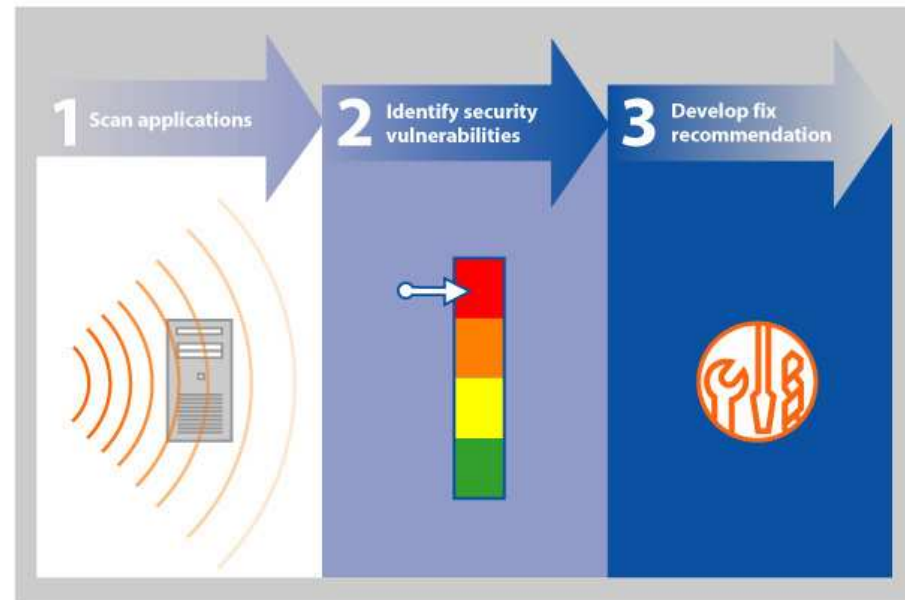 1 Scan applications
2 Identify security
vulnerabilities
3 Develop fix
recommendation